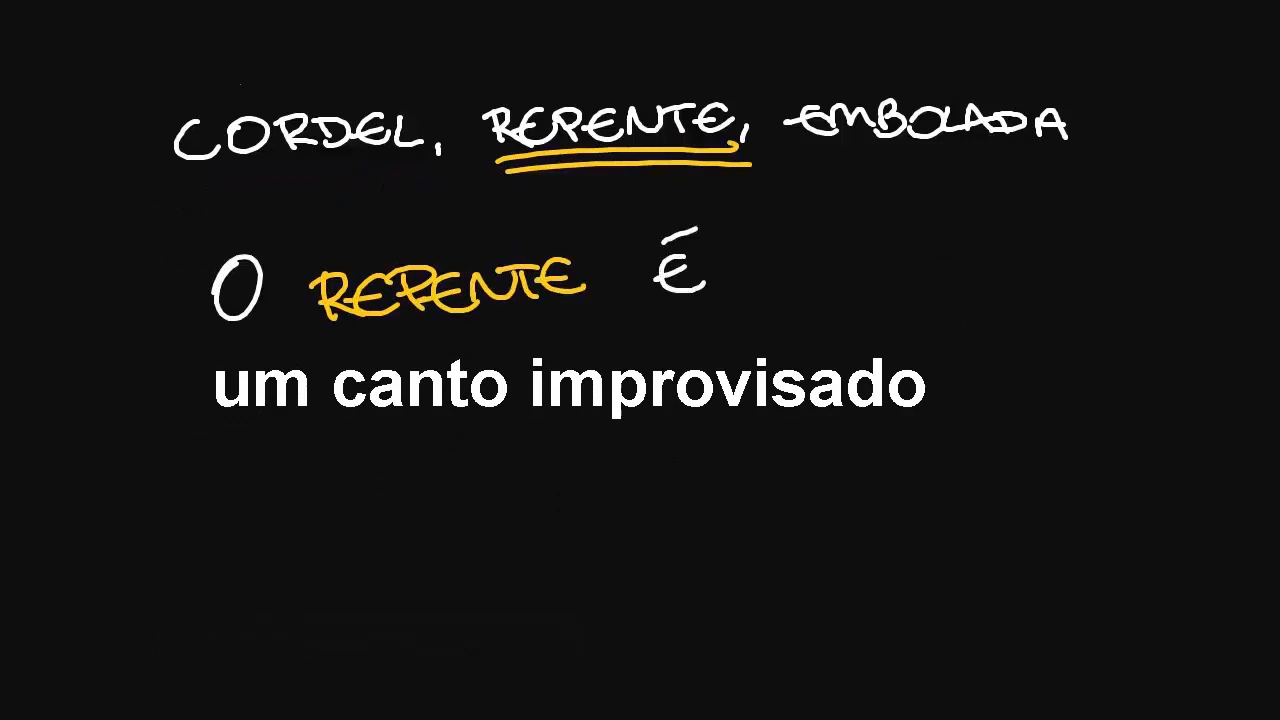 CORDEL, REPENTE, EMBOLADA
O REPENTE É
um canto improvisado